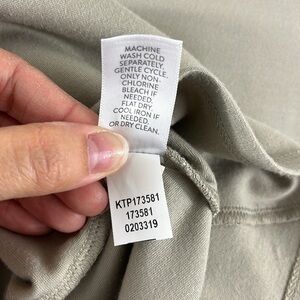 MACHINE
WASH COLD
SEPARATELY.
GENTLE CYCLE.
ONLY NON-
CHLORINE
BLEACH IF
NEEDED.
FLAT DRY.
COOL IRON IF
NEEDED.
OR DRY CLEAN.
KTP173581
173581
0203319